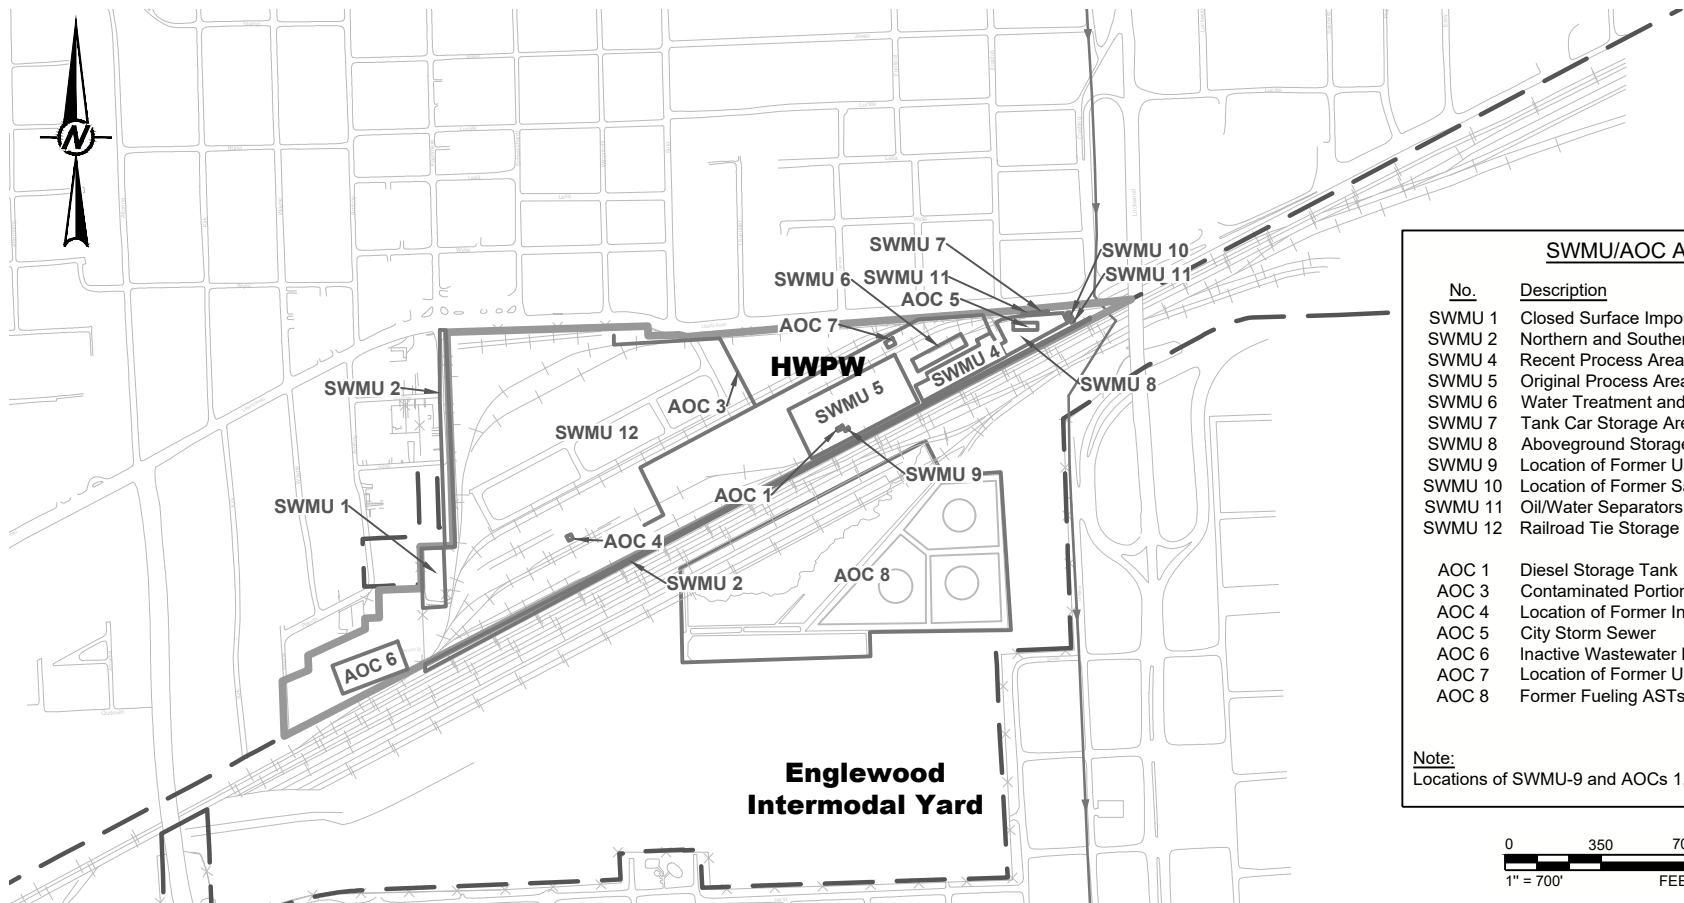 N
SWMU 7
SWMU 10
SWMU 6
SWMU 11
SWMU 11
AOC 5
AOC 7
HWPW
SWMU 4
SWMU 2
SWMU 8
AOC 3
SWMU 5
SWMU 12
SWMU 9
AOC 1
SWMU 1
AOC 4
AOC 8
SWMU 2
AOC 6
Englewood
Intermodal Yard
SWMU/AOC A
No. Description
SWMU 1 Closed Surface Impo
SWMU 2 Northern and Souther
SWMU 4 Recent Process Area
SWMU 5 Original Process Area
SWMU 6 Water Treatment and
SWMU 7 Tank Car Storage Are
SWMU 8 Aboveground Storage
SWMU 9 Location of Former U
SWMU 10 Location of Former Sa
SWMU 11 Oil/Water Separators
SWMU 12 Railroad Tie Storage
AOC 1 Diesel Storage Tank
AOC 3 Contaminated Portion
AOC 4 Location of Former In
AOC 5 City Storm Sewer
AOC 6 Inactive Wastewater
AOC 7 Location of Former U
AOC 8 Former Fueling ASTs
Note:
Locations of SWMU-9 and AOCs 1,
0 350 70
1" = 700' FEE